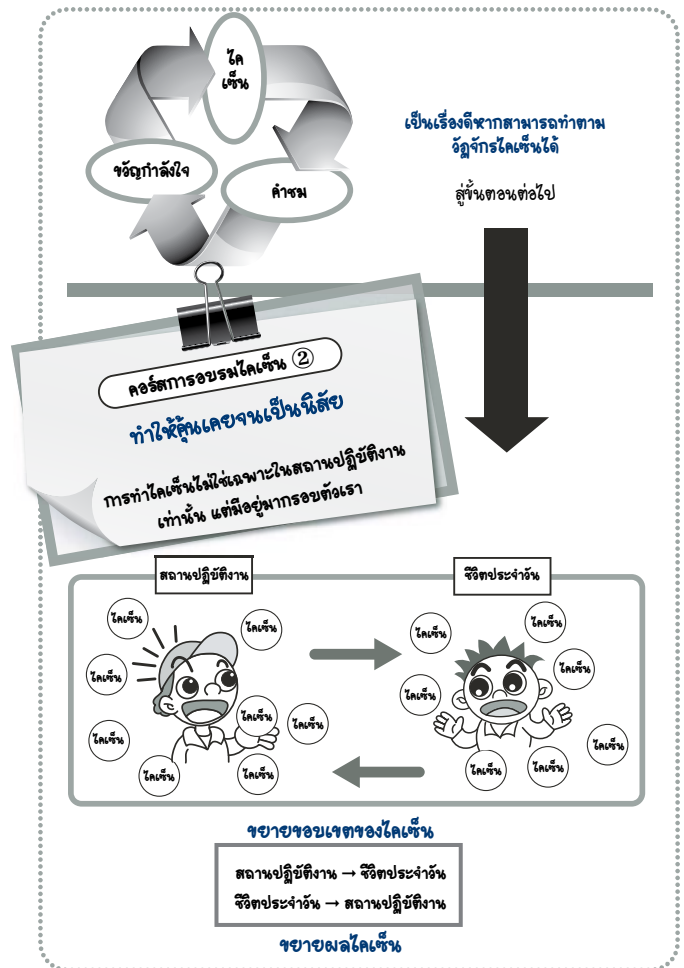 ไค
เซ็น
ขวัญกำลังใจ
คำชม
เป็นเรื่องดีหากสามารถทำตาม
วัฏจักรไคเซ็นได้
สู่ขั้นตอนต่อไป
คอร์สการอบรมไคเซ็น ②
ทำให้คุ้นเคยจนเป็นนิสัย
การทำไคเซ็นไม่ใช่เฉพาะในสถานปฏิบัติงาน
เท่านั้น แต่มีอยู่มากรอบตัวเรา
สถานปฏิบัติงาน
ไคเซ็น
ไคเซ็น
ไคเซ็น
ไคเซ็น
ไคเซ็น
ไคเซ็น
ไคเซ็น
ไคเซ็น
ชีวิตประจำวัน
ไคเซ็น
ไคเซ็น
ไคเซ็น
ไคเซ็น
ไคเซ็น
ไคเซ็น
ไคเซ็น
ขยายขอบเขตของไคเซ็น
สถานปฏิบัติงาน → ชีวิตประจำวัน
ชีวิตประจำวัน → สถานปฏิบัติงาน
ขยายผลไคเซ็น